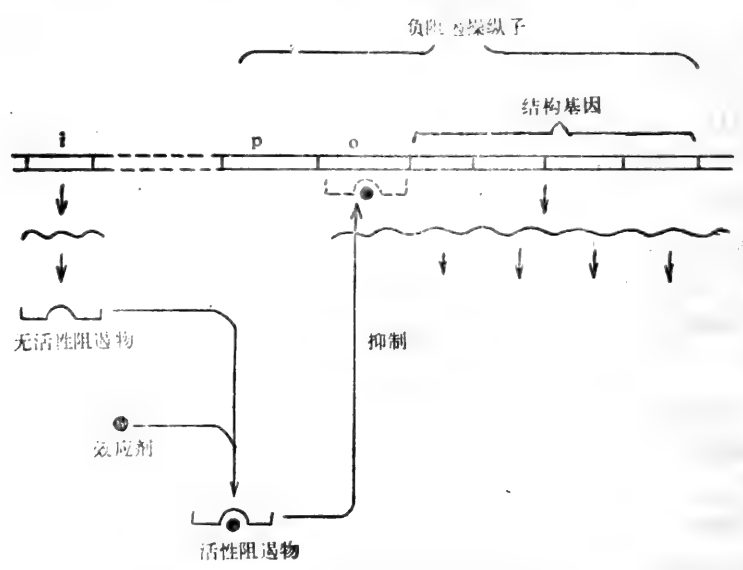 负阻遏操纵子
结构基因
i p o
抑制
无活性阻遏物
效应剂
活性阻遏物